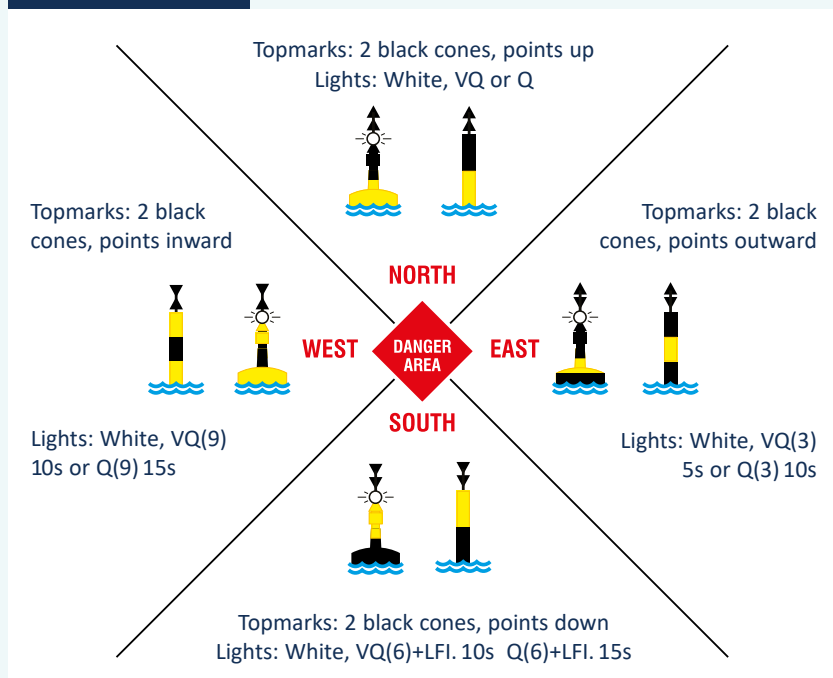 Topmarks: 2 black cones, points up
Lights: White, VQ or Q
Topmarks: 2 black
cones, points inward
Topmarks: 2 black
cones, points outward
NORTH
WEST
DANGER
AREA
EAST
SOUTH
Lights: White, VQ(9)
10s or Q(9) 15s
Lights: White, VQ(3)
5s or Q(3) 10s
Topmarks: 2 black cones, points down
Lights: White, VQ(6)+LFI. 10s  Q(6)+LFI. 15s